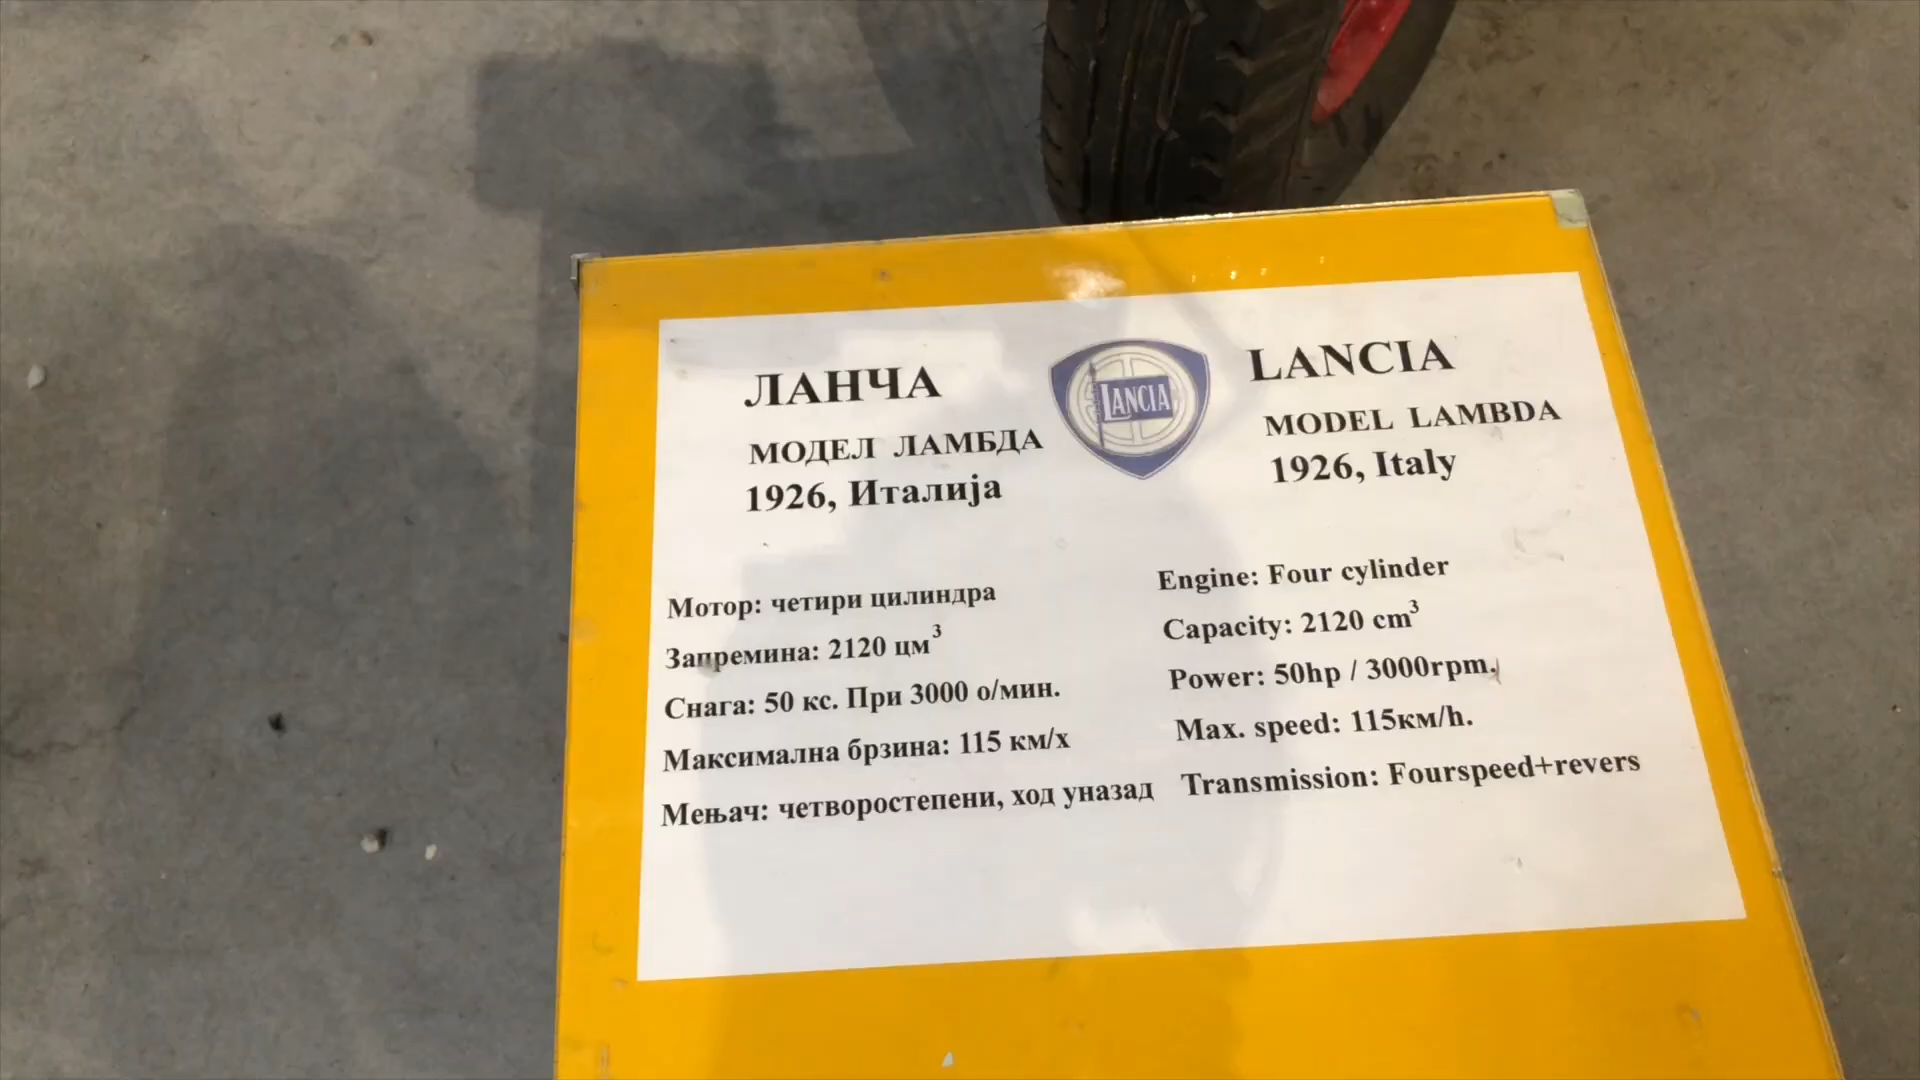 ЛАНЧА
МОДЕЛ ЛАМБДА
1926, Италија
LANCIA
LANCIA
MODEL LAMBDA
1926, Italy
Мотор: четири цилиндра
Запремина: 2120 цм³
Снага: 50 кс. При 3000 о/мин.
Максимална брзина: 115 км/х
Мењач: четворостепени, ход уназад
Engine: Four cylinder
Capacity: 2120 cm³
Power: 50hp / 3000rpm.
Max. speed: 115км/h.
Transmission: Fourspeed+revers